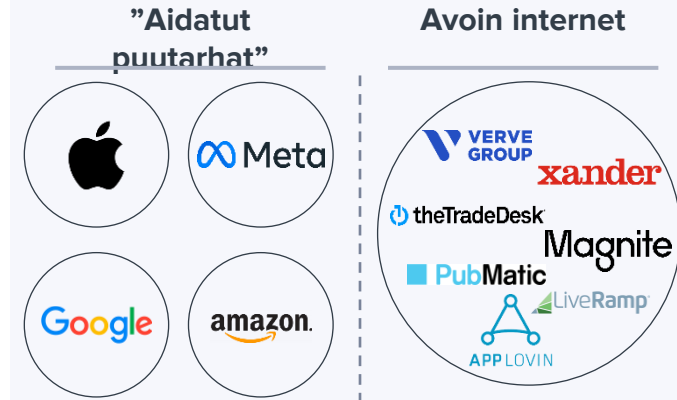 ”Aidatut
puutarhat”
Avoin internet
Meta
Google
amazon.
VERVE
GROUP
xander
theTradeDesk
Magnite
PubMatic
LiveRamp
APPLOVIN